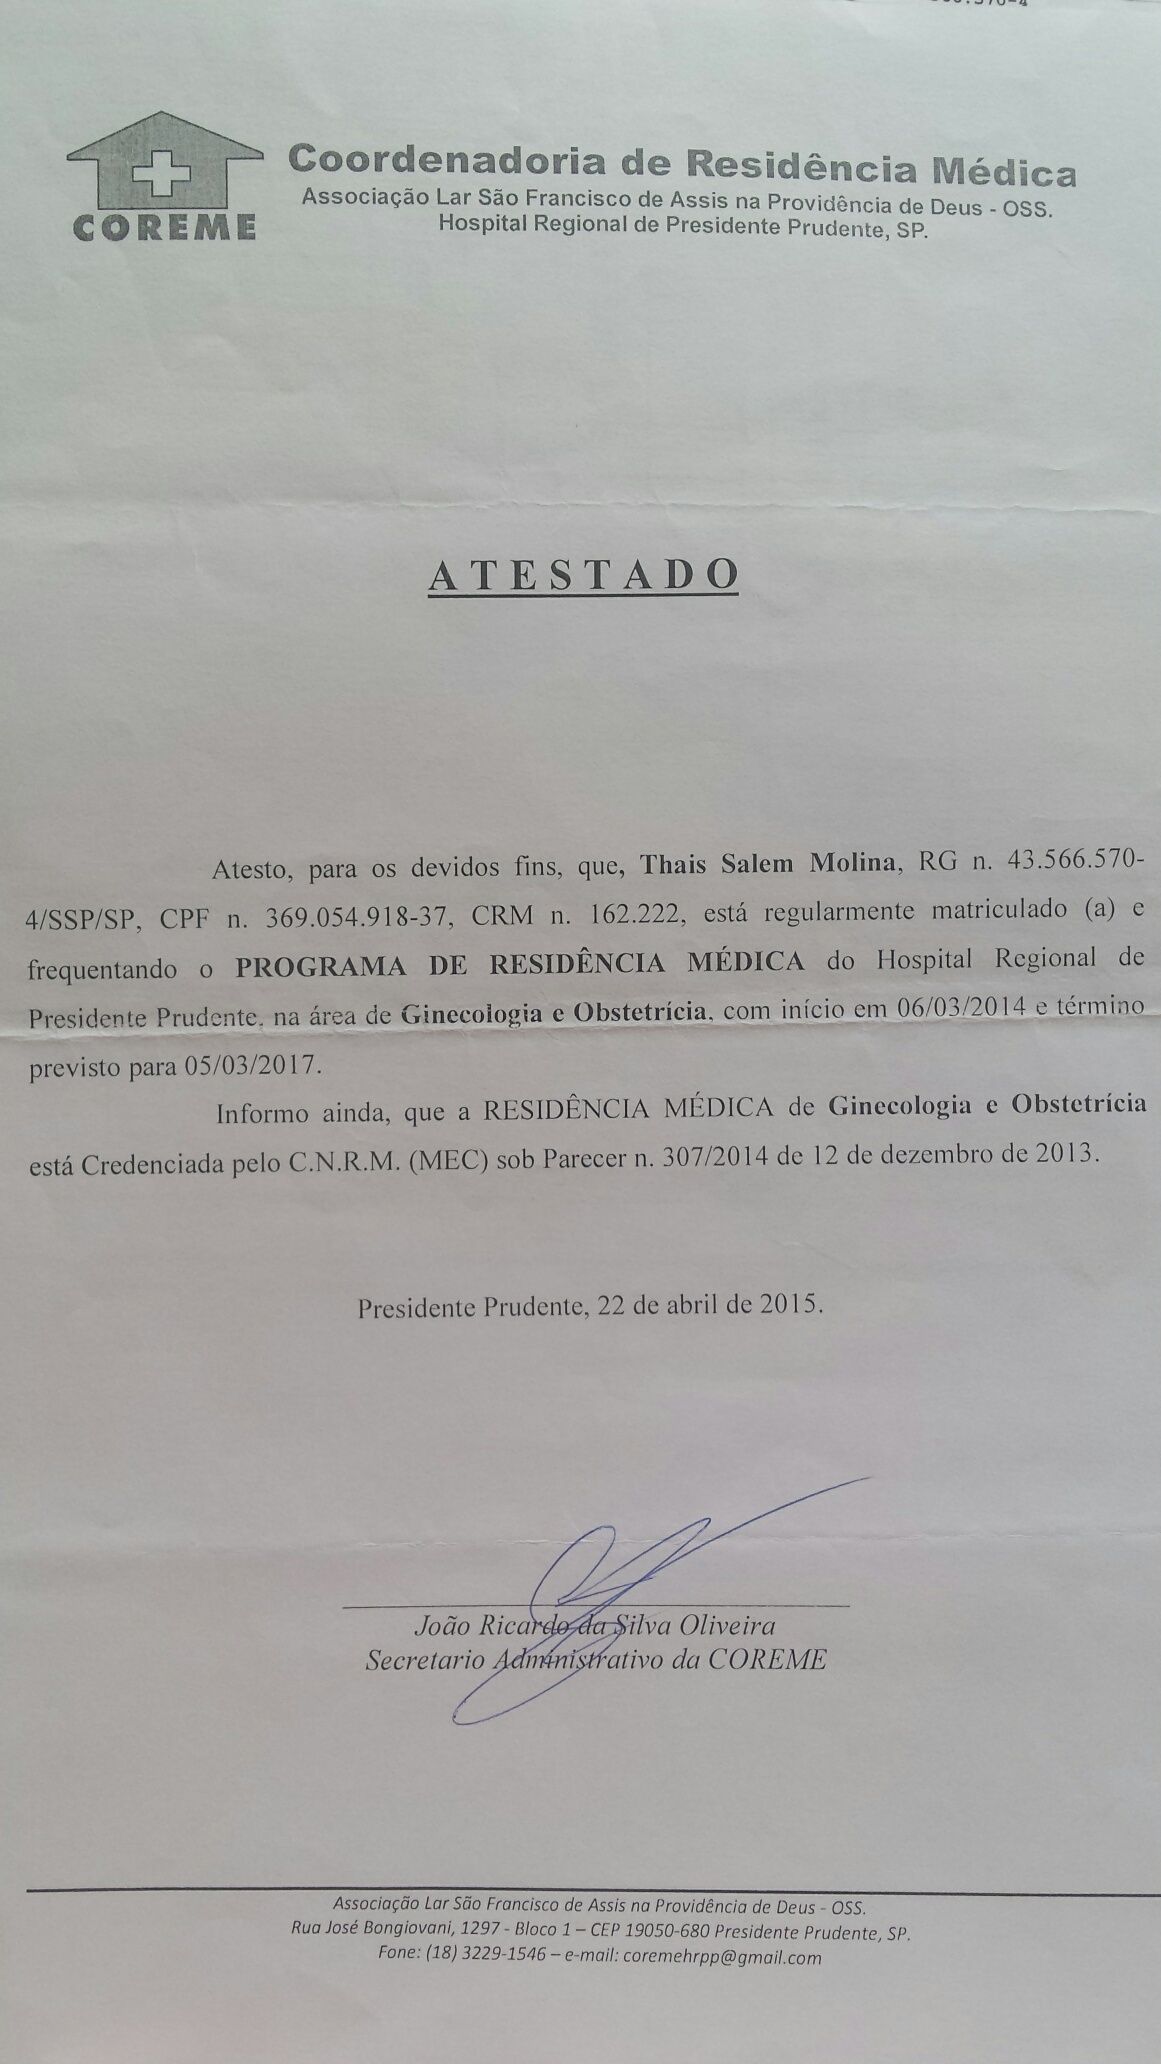 COREME
Coordenadoria de Residência Médica
Associação Lar São Francisco de Assis na Providência de Deus - OSS.
Hospital Regional de Presidente Prudente, SP.
ATESTADO
Atesto, para os devidos fins, que, Thais Salem Molina, RG n. 43.566.570-
4/SSP/SP, CPF n. 369.054.918-37, CRM n. 162.222, está regularmente matriculado (a) e
frequentando o PROGRAMA DE RESIDÊNCIA MÉDICA do Hospital Regional de
Presidente Prudente, na área de Ginecologia e Obstetrícia, com início em 06/03/2014 e término
previsto para 05/03/2017.
Informo ainda, que a RESIDÊNCIA MÉDICA de Ginecologia e Obstetrícia
está Credenciada pelo C.N.R.M. (MEC) sob Parecer n. 307/2014 de 12 de dezembro de 2013.
Presidente Prudente, 22 de abril de 2015.
João Ricardo da Silva Oliveira
Secretario Administrativo da COREME
Associação Lar São Francisco de Assis na Providência de Deus - OSS.
Rua José Bongiovani, 1297 - Bloco 1 – CEP 19050-680 Presidente Prudente, SP.
Fone: (18) 3229-1546 – e-mail: coremehrpp@gmail.com